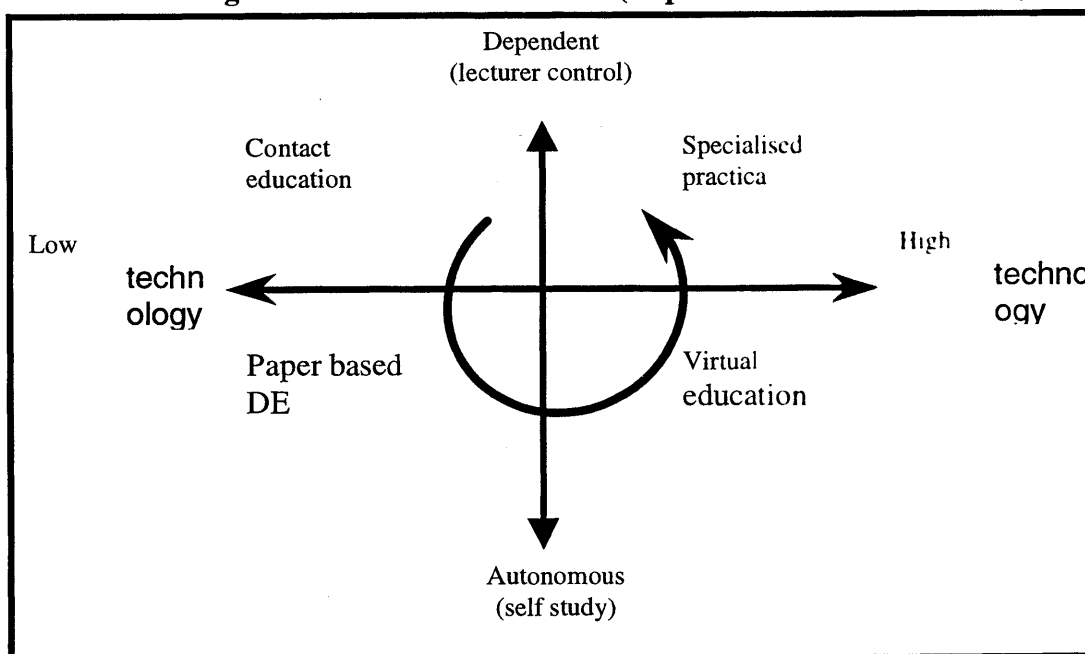 Dependent
(lecturer control)
Contact
education
Specialised
practica
Low
High
techn
ology
techno
ogy
Paper based
DE
Virtual
education
Autonomous
(self study)